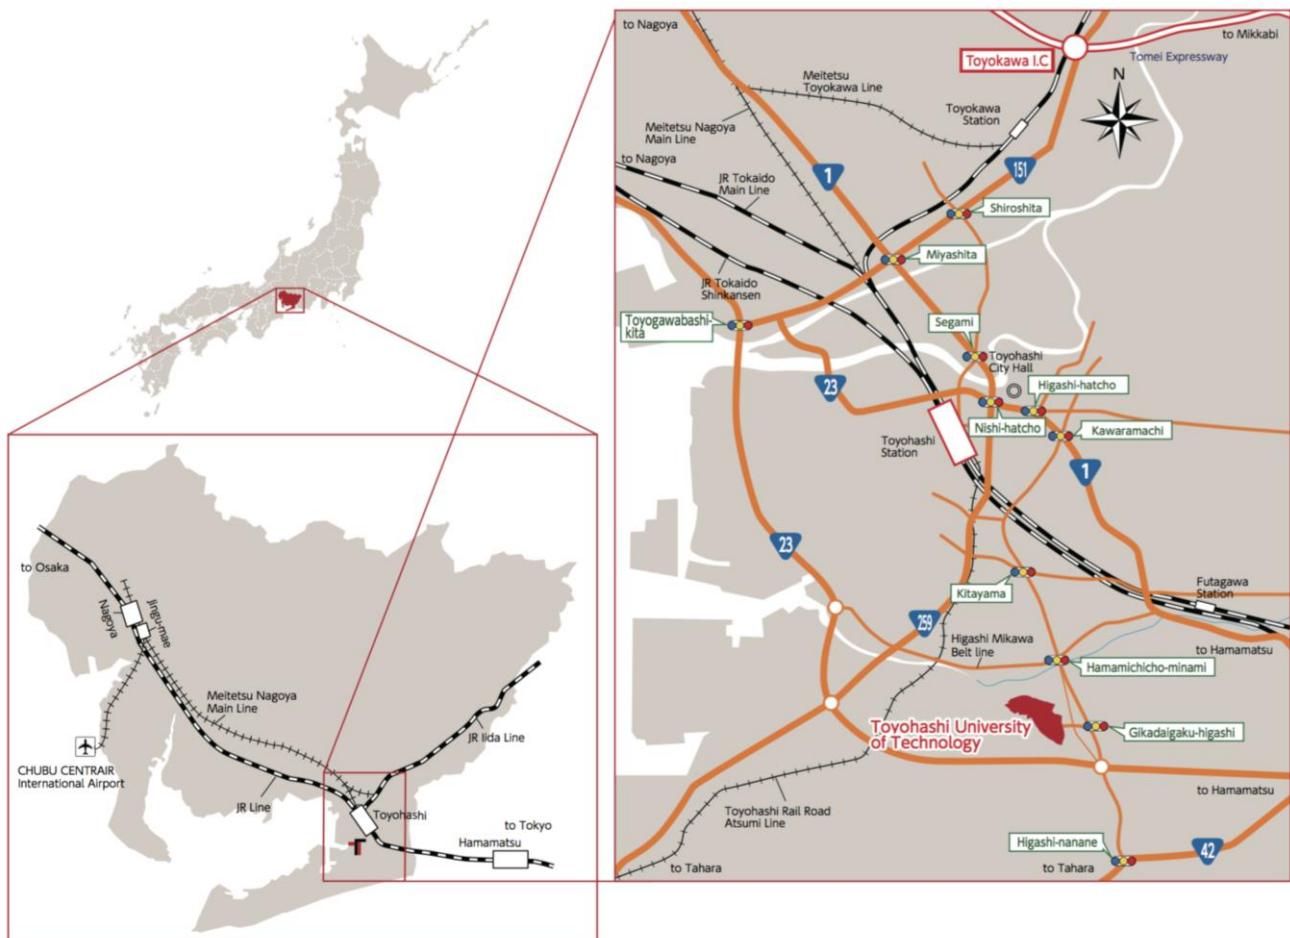 to Nagoya
Toyokawa I.C
to Mikkabi
Tomei Expressway
N
Meitetsu
Toyokawa Line
Toyokawa
Station
Meitetsu Nagoya
Main Line
to Nagoya
JR Tokaido
Main Line
1
151
Shiroshita
Miyashita
JR Tokaido
Shinkansen
Toyogawabashi-
kita
Segami
Toyohashi
City Hall
23
Higashi-hatcho
Nishi-hatcho
Kawaramachi
Toyohashi
Station
1
23
Kitayama
Futagawa
Station
259
Higashi Mikawa
Belt line
to Hamamatsu
Hamamichicho-minami
Toyohashi University
of Technology
Gikadaigaku-higashi
to Hamamatsu
Toyohashi Rail Road
Atsumi Line
Higashi-nanane
42
to Tahara
to Tahara
to Osaka
Nagoya
Jingu-mae
Meitetsu Nagoya
Main Line
JR Iida Line
CHUBU CENTRAIR
International Airport
JR Line
Toyohashi
to Tokyo
Hamamatsu